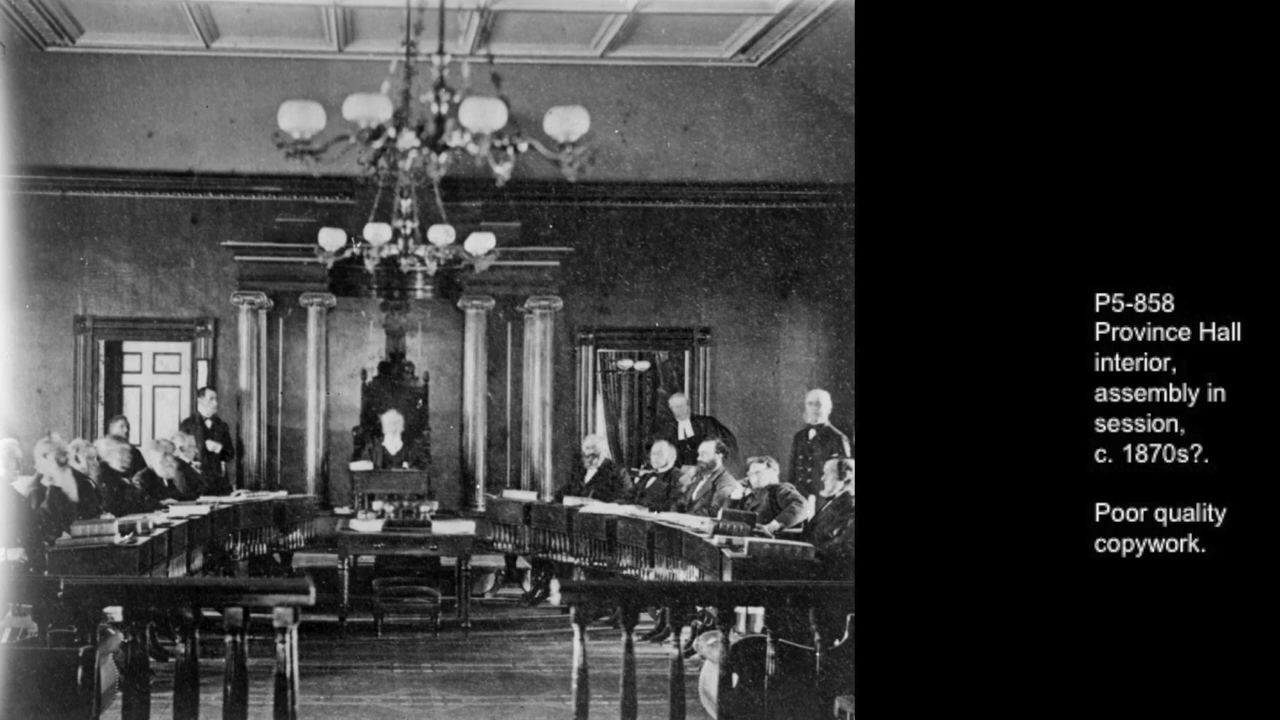 P5-858
Province Hall
interior,
assembly in
session,
c. 1870s?.
Poor quality
copywork.